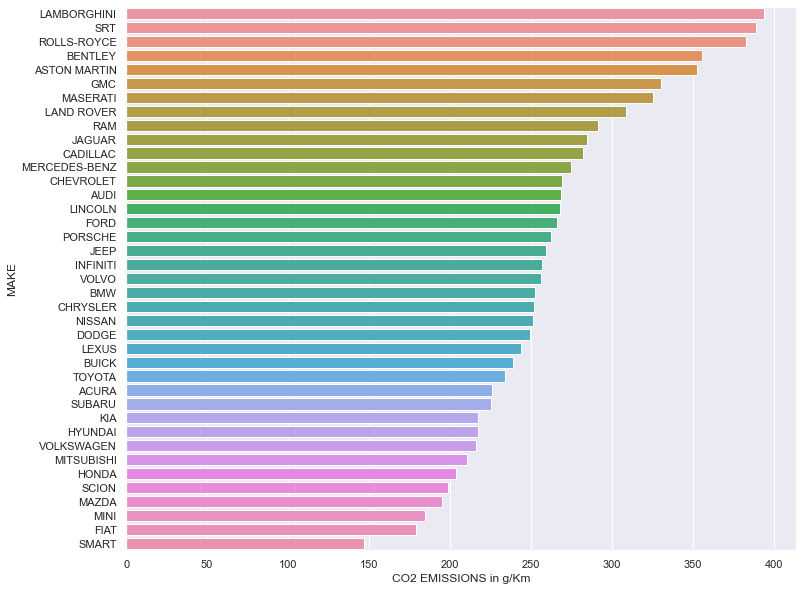 LAMBORGHINI
SRT
ROLLS-ROYCE
BENTLEY
ASTON MARTIN
GMC
MASERATI
LAND ROVER
RAM
JAGUAR
CADILLAC
MERCEDES-BENZ
CHEVROLET
AUDI
LINCOLN
FORD
PORSCHE
JEEP
INFINITI
VOLVO
BMW
CHRYSLER
NISSAN
DODGE
LEXUS
BUICK
TOYOTA
ACURA
SUBARU
KIA
HYUNDAI
VOLKSWAGEN
MITSUBISHI
HONDA
SCION
MAZDA
MINI
FIAT
SMART
MAKE
0 50 100 150 200 250 300 350 400
CO2 EMISSIONS in g/Km